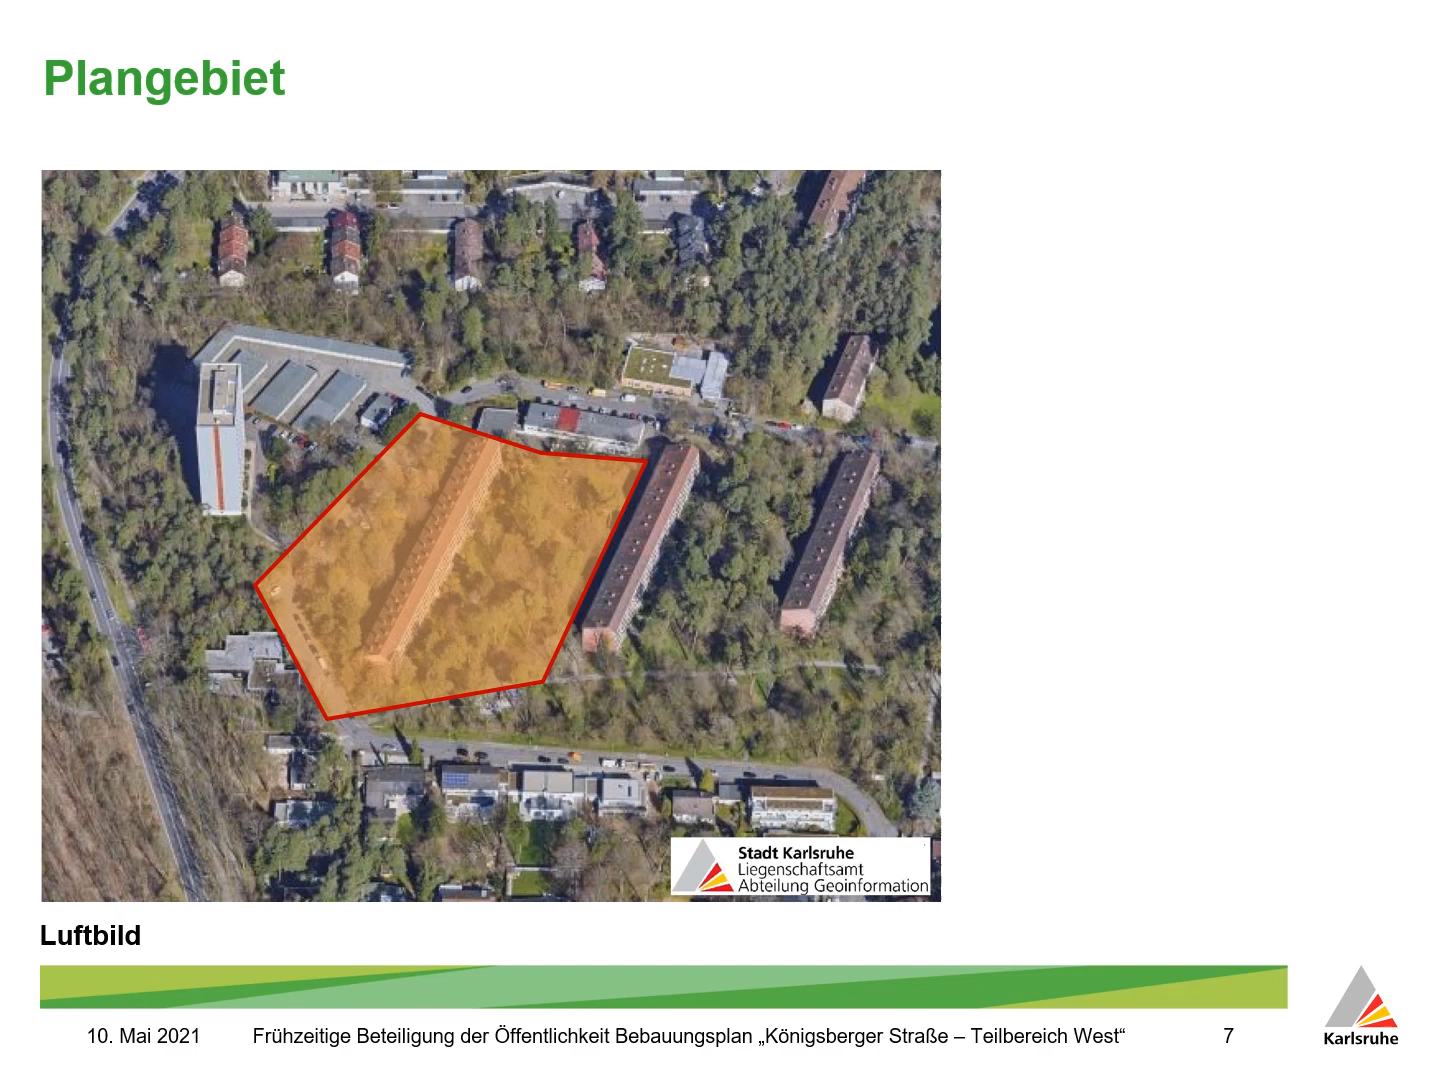 Plangebiet
Stadt Karlsruhe
Liegenschaftsamt
Abteilung Geoinformation
Luftbild
10. Mai 2021 Frühzeitige Beteiligung der Öffentlichkeit Bebauungsplan „Königsberger Straße – Teilbereich West“ 7
Karlsruhe